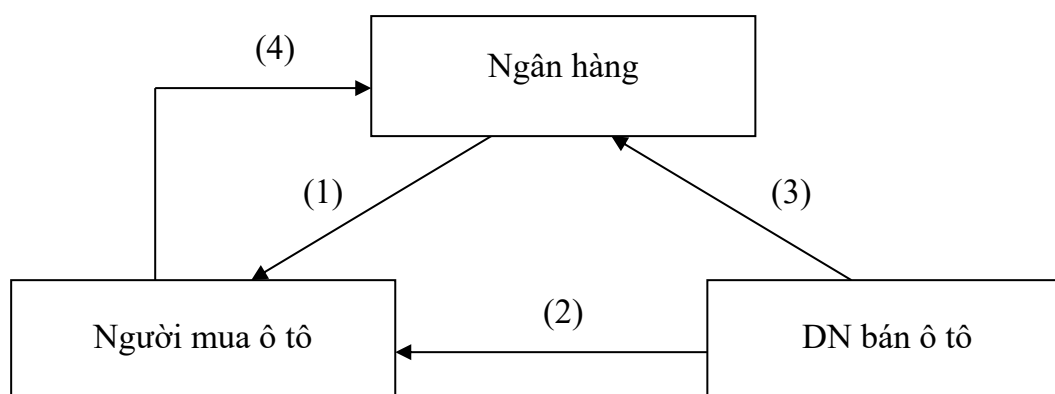 (4)
Ngân hàng
(1)
(3)
(2)
Người mua ô tô
DN bán ô tô